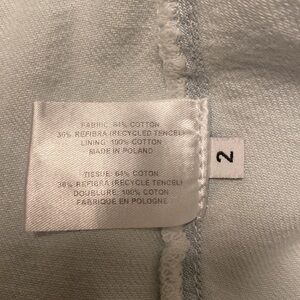 FABRIC: 64% COTTON
36% REFIBRA (RECYCLED TENCEL)
LINING: 100% COTTON
MADE IN POLAND
TISSUE: 64% COTON
36% REFIBRA (RECYCLE TENCEL)
DOUBLURE: 100% COTON
FABRIQUE EN POLOGNE
2